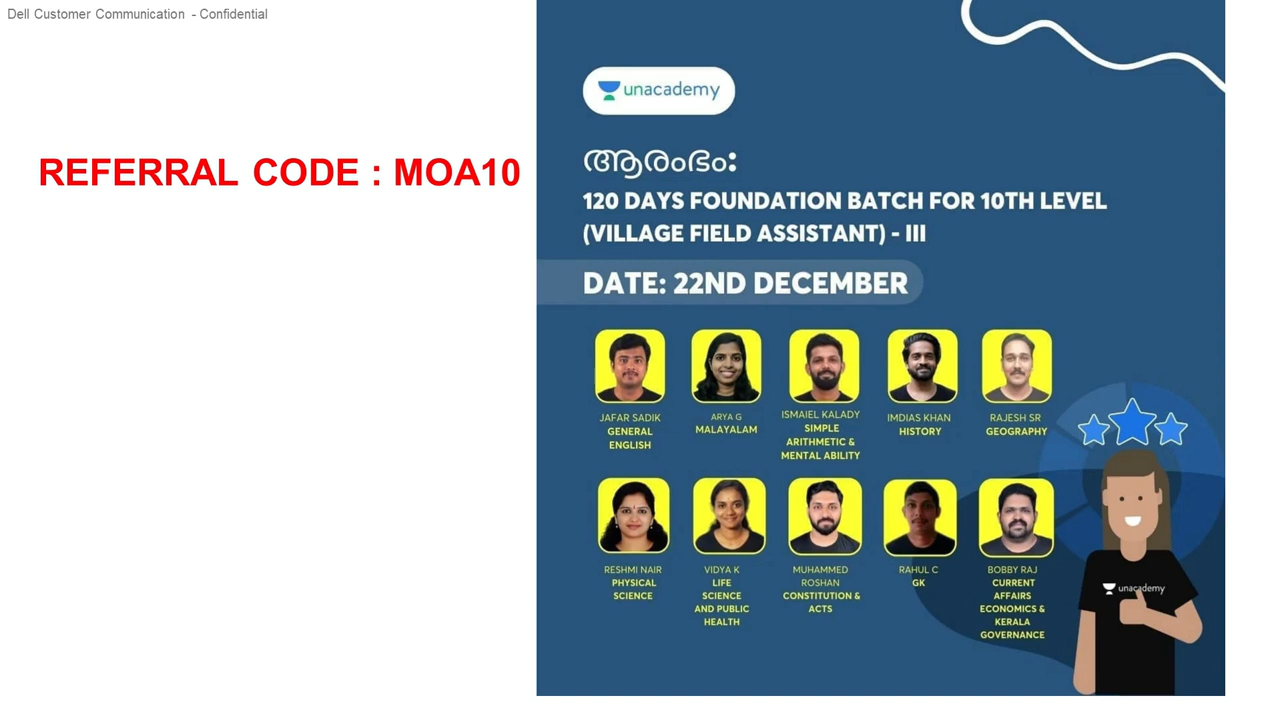 Dell Customer Communication - Confidential
REFERRAL CODE : MOA10
unacademy
ആരംഭം:
120 DAYS FOUNDATION BATCH FOR 10TH LEVEL
(VILLAGE FIELD ASSISTANT) - III
DATE: 22ND DECEMBER
JAFAR SADIK
GENERAL
ENGLISH
ARYA G
MALAYALAM
ISMAIEL KALADY
SIMPLE
ARITHMETIC &
MENTAL ABILITY
IMDIAS KHAN
HISTORY
RAJESH SR
GEOGRAPHY
RESHMI NAIR
PHYSICAL
SCIENCE
VIDYA K
LIFE
SCIENCE
AND PUBLIC
HEALTH
MUHAMMED
ROSHAN
CONSTITUTION &
ACTS
RAHUL C
GK
BOBBY RAJ
CURRENT
AFFAIRS
ECONOMICS &
KERALA
GOVERNANCE
unacademy